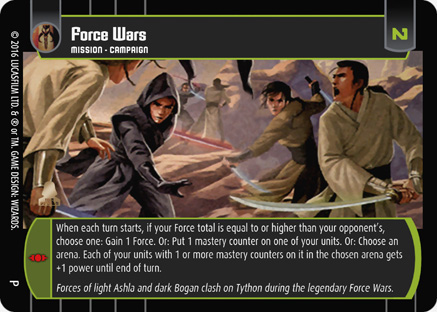 Force Wars
MISSION • CAMPAIGN
N
© 2016 LUCASFILM LTD. & ® or TM. GAME DESIGN: WIZARDS.
P
When each turn starts, if your Force total is equal to or higher than your opponent's,
choose one: Gain 1 Force. Or: Put 1 mastery counter on one of your units. Or: Choose an
arena. Each of your units with 1 or more mastery counters on it in the chosen arena gets
+1 power until end of turn.
Forces of light Ashla and dark Bogan clash on Tython during the legendary Force Wars.